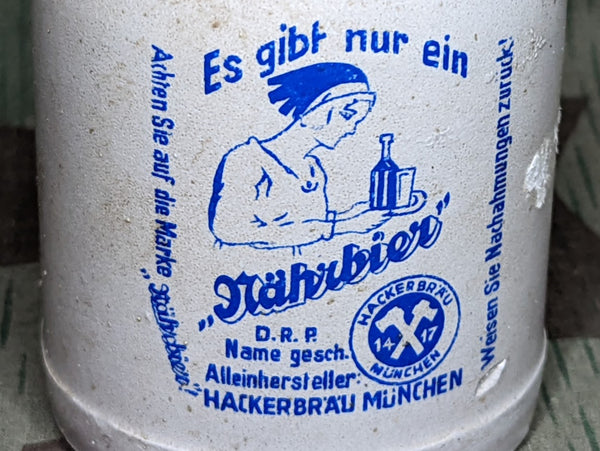 Es gibt nur ein
„Nährbier"
D.R.P.
Name gesch.
Alleinhersteller:
HACKERBRÄU MÜNCHEN
HACKERBRÄU
14 17
MÜNCHEN
Achten Sie auf die Marke „Nährbier"
Weisen Sie Nachahmungen zurück!